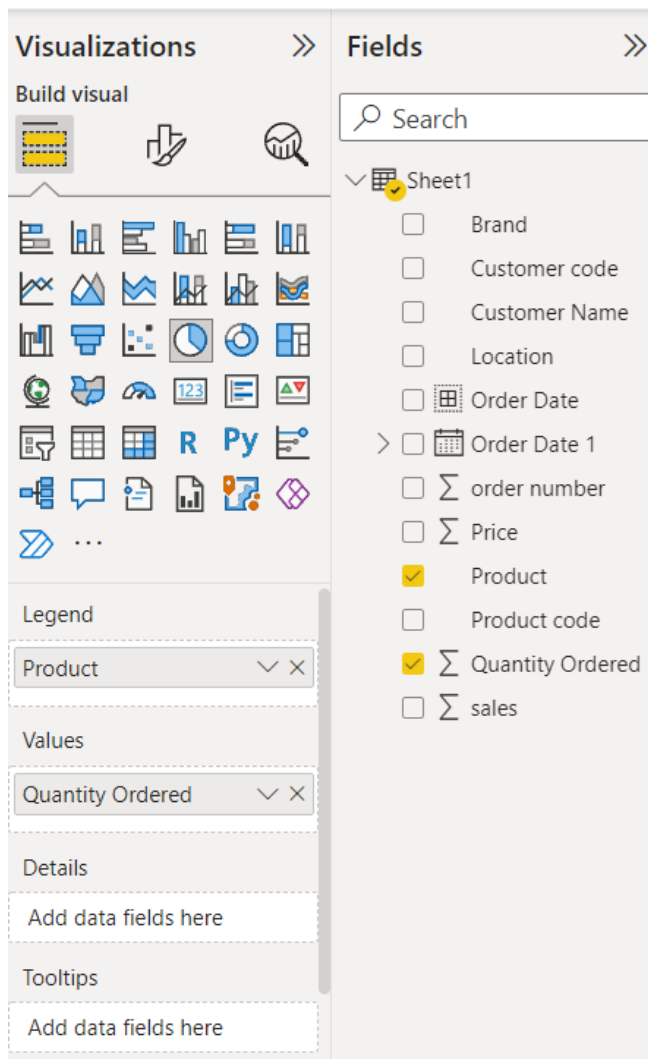 Visualizations
Build visual
123
R
Py
...
Legend
Product
Values
Quantity Ordered
Details
Add data fields here
Tooltips
Add data fields here
Fields
Search
Sheet1
Brand
Customer code
Customer Name
Location
Order Date
Order Date 1
∑ order number
∑ Price
Product
Product code
∑ Quantity Ordered
∑ sales